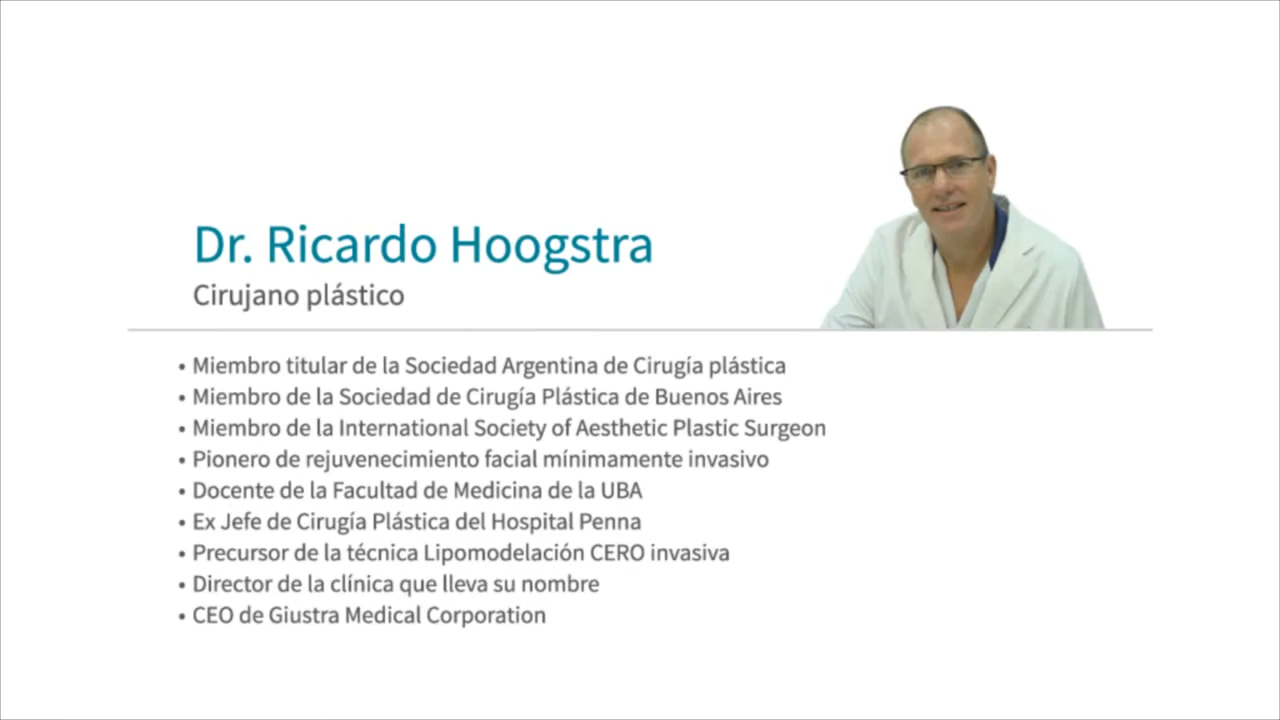 Dr. Ricardo Hoogstra
Cirujano plástico
• Miembro titular de la Sociedad Argentina de Cirugía plástica
• Miembro de la Sociedad de Cirugía Plástica de Buenos Aires
• Miembro de la International Society of Aesthetic Plastic Surgeon
• Pionero de rejuvenecimiento facial mínimamente invasivo
• Docente de la Facultad de Medicina de la UBA
• Ex Jefe de Cirugía Plástica del Hospital Penna
• Precursor de la técnica Lipomodelación CERO invasiva
• Director de la clínica que lleva su nombre
• CEO de Giustra Medical Corporation